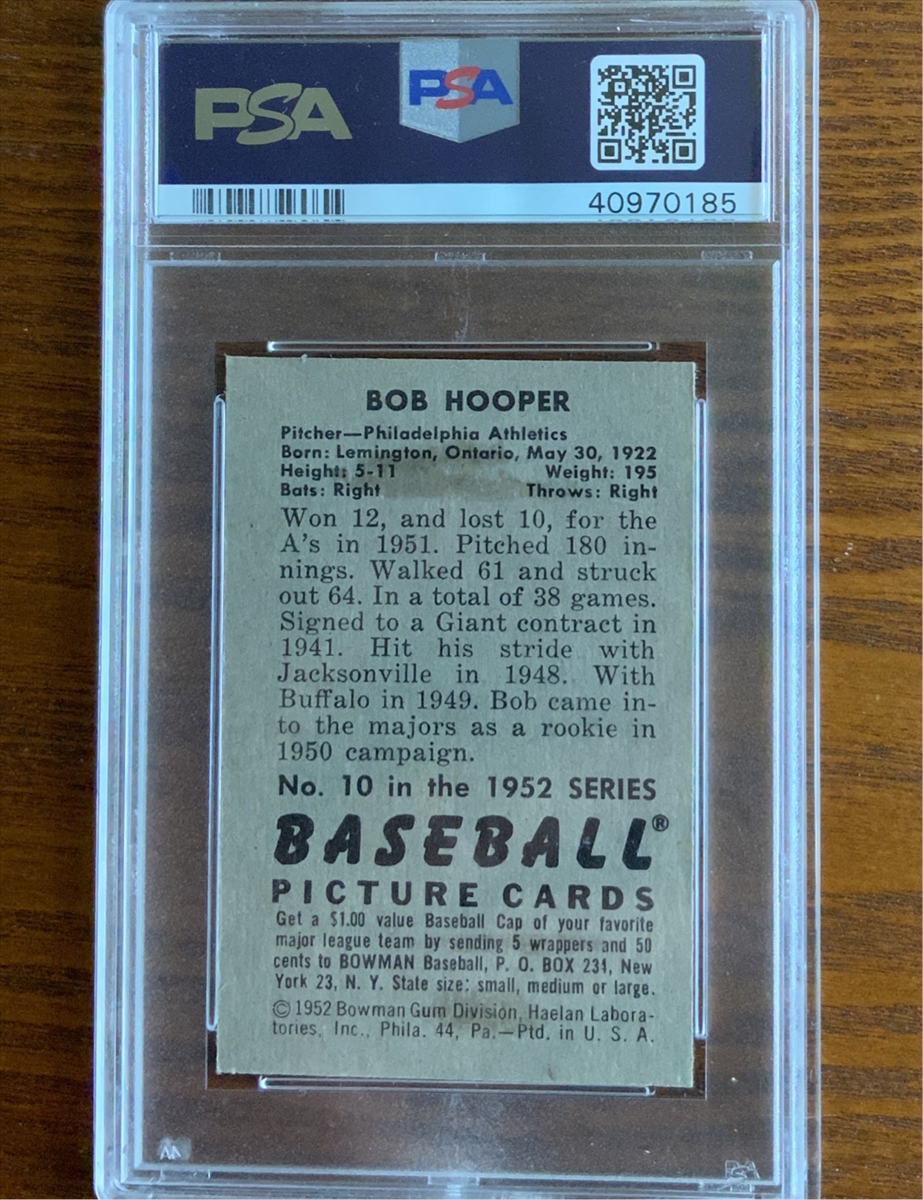 PSA
PSA
40970185
BOB HOOPER
Pitcher—Philadelphia Athletics
Born: Lemington, Ontario, May 30, 1922
Height: 5-11 Weight: 195
Bats: Right Throws: Right
Won 12, and lost 10, for the
A's in 1951. Pitched 180 in-
nings. Walked 61 and struck
out 64. In a total of 38 games.
Signed to a Giant contract in
1941. Hit his stride with
Jacksonville in 1948. With
Buffalo in 1949. Bob came in-
to the majors as a rookie in
1950 campaign.
No. 10 in the 1952 SERIES
BASEBALL®
PICTURE CARDS
Get a $1.00 value Baseball Cap of your favorite
major league team by sending 5 wrappers and 50
cents to BOWMAN Baseball, P. O. BOX 231, New
York 23, N. Y. State size: small, medium or large.
© 1952 Bowman Gum Division, Haelan Labora-
tories, Inc., Phila. 44, Pa.—Ptd. in U. S. A.
PSA